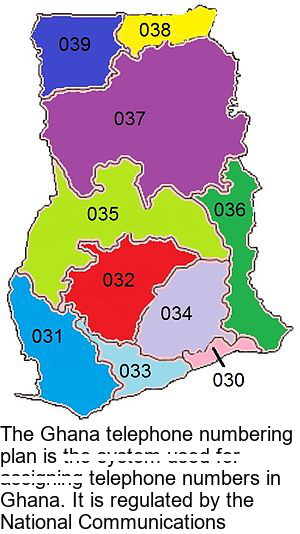 039
038
037
035
036
032
034
031
033
030
The Ghana telephone numbering
plan is the system used for
assigning telephone numbers in
Ghana. It is regulated by the
National Communications